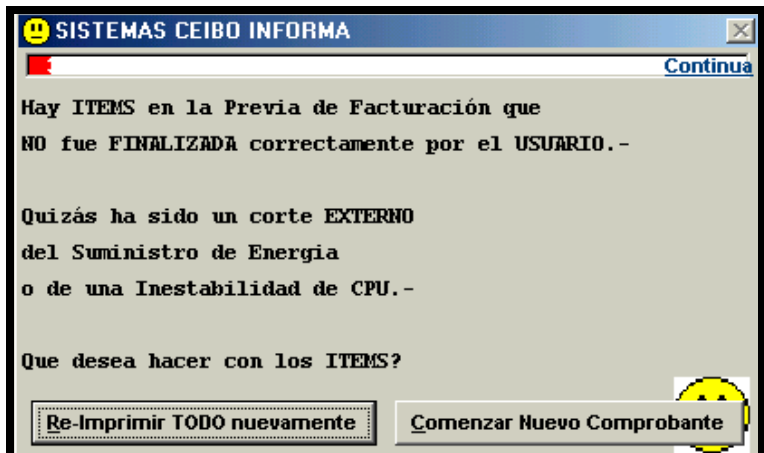 SISTEMAS CEIBO INFORMA
Continua
Hay ITEMS en la Previa de Facturación que
NO fue FINALIZADA correctamente por el USUARIO.-
Quizás ha sido un corte EXTERNO
del Suministro de Energia
o de una Inestabilidad de CPU.-
Que desea hacer con los ITEMS?
Re-Imprimir TODO nuevamente
Comenzar Nuevo Comprobante